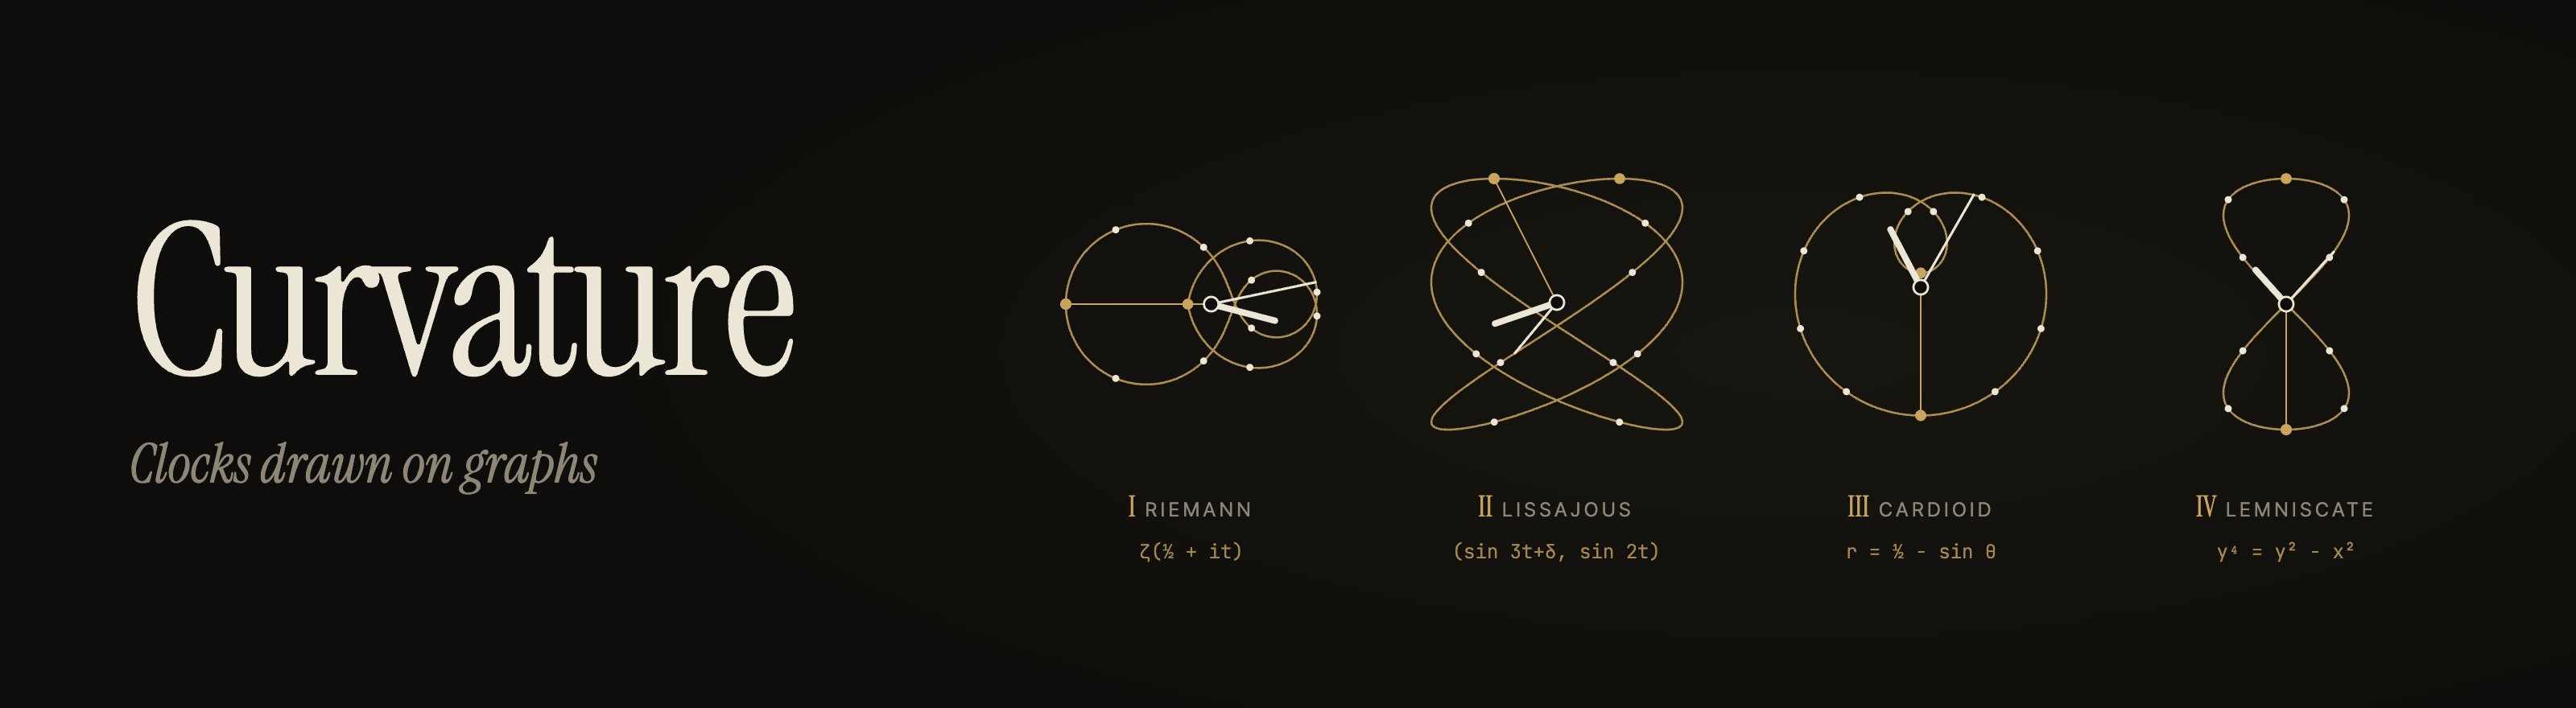 Curvature
Clocks drawn on graphs
I RIEMANN
ζ(½ + it)
II LISSAJOUS
(sin 3t+δ, sin 2t)
III CARDIOID
r = ½ - sin θ
IV LEMNISCATE
y⁴ = y² - x²